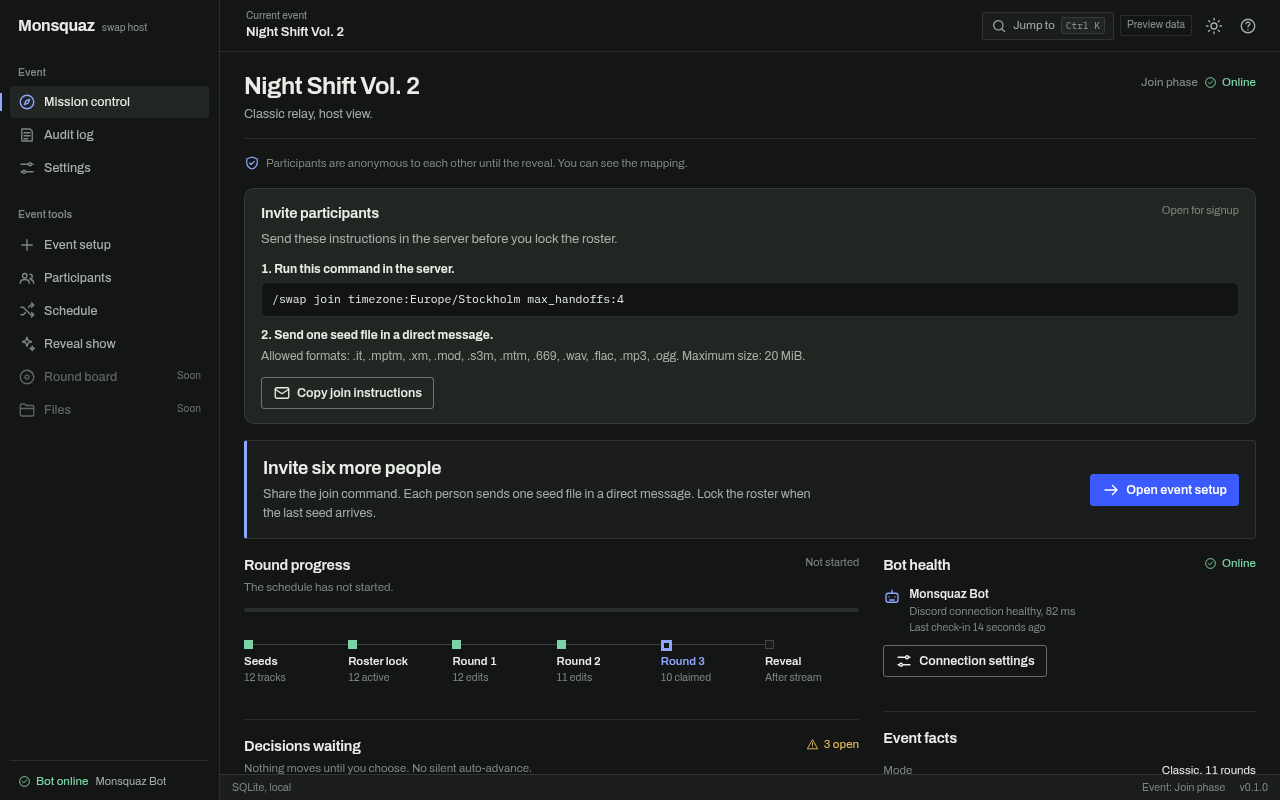 Monsquaz swap host
Event
Mission control
Audit log
Settings
Event tools
Event setup
Participants
Schedule
Reveal show
Round board Soon
Files Soon
Bot online Monsquaz Bot
Current event
Night Shift Vol. 2
Jump to Ctrl K
Preview data
Night Shift Vol. 2
Join phase Online
Classic relay, host view.
Participants are anonymous to each other until the reveal. You can see the mapping.
Invite participants
Open for signup
Send these instructions in the server before you lock the roster.
1. Run this command in the server.
/swap join timezone:Europe/Stockholm max_handoffs:4
2. Send one seed file in a direct message.
Allowed formats: .it, .mptm, .xm, .mod, .s3m, .mtm, .669, .wav, .flac, .mp3, .ogg. Maximum size: 20 MiB.
Copy join instructions
Invite six more people
Share the join command. Each person sends one seed file in a direct message. Lock the roster when
the last seed arrives.
Open event setup
Round progress
Not started
The schedule has not started.
Seeds
12 tracks
Roster lock
12 active
Round 1
12 edits
Round 2
11 edits
Round 3
10 claimed
Reveal
After stream
Decisions waiting
3 open
Nothing moves until you choose. No silent auto-advance.
Bot health
Online
Monsquaz Bot
Discord connection healthy, 82 ms
Last check-in 14 seconds ago
Connection settings
Event facts
Mode Classic, 11 rounds
SQLite, local
Event: Join phase v0.1.0